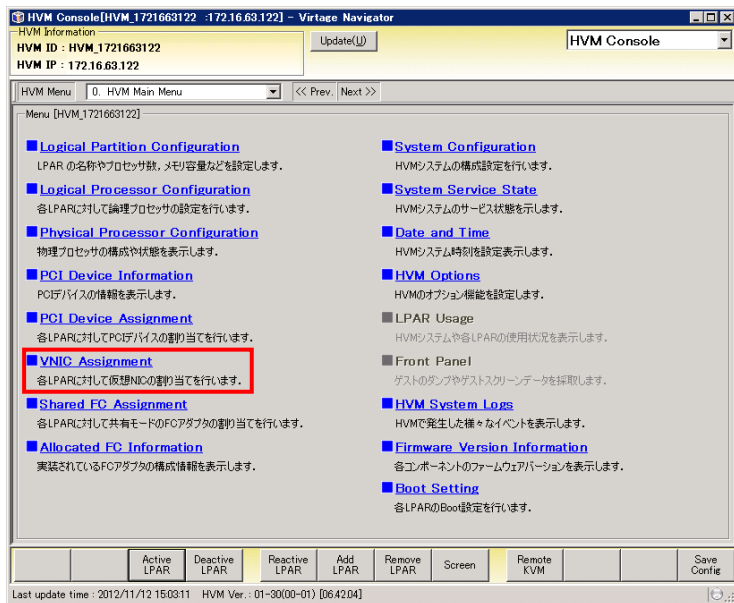 HVM Console[HVM_1721663122 :172.16.63.122] - Virtage Navigator
HVM Information
HVM ID : HVM_1721663122
HVM IP : 172.16.63.122
Update(U)
HVM Console
HVM Menu
0. HVM Main Menu
<< Prev.
Next >>
Menu [HVM_1721663122]
Logical Partition Configuration
LPAR の名称やプロセッサ数, メモリ容量などを設定します.
Logical Processor Configuration
各LPARに対して論理プロセッサの設定を行います.
Physical Processor Configuration
物理プロセッサの構成や状態を表示します.
PCI Device Information
PCIデバイスの情報を表示します.
PCI Device Assignment
各LPARに対してPCIデバイスの割り当てを行います.
VNIC Assignment
各LPARに対して仮想NICの割り当てを行います.
Shared FC Assignment
各LPARに対して共有モードのFCアダプタの割り当てを行います.
Allocated FC Information
実装されているFCアダプタの構成情報を表示します.
System Configuration
HVMシステムの構成設定を行います.
System Service State
HVMシステムのサービス状態を示します.
Date and Time
HVMシステム時刻を設定表示します.
HVM Options
HVMのオプション機能を設定します.
LPAR Usage
HVMシステムや各LPARの使用状況を表示します.
Front Panel
ゲストのダンプやゲストスクリーンデータを採取します.
HVM System Logs
HVMで発生した様々なイベントを表示します.
Firmware Version Information
各コンポーネントのファームウェアバージョンを表示します.
Boot Setting
各LPARのBoot設定を行います.
Active LPAR
Deactive LPAR
Reactive LPAR
Add LPAR
Remove LPAR
Screen
Remote KVM
Save Config
Last update time : 2012/11/12 15:03:11 HVM Ver. : 01-30(00-01) [06.42.04]